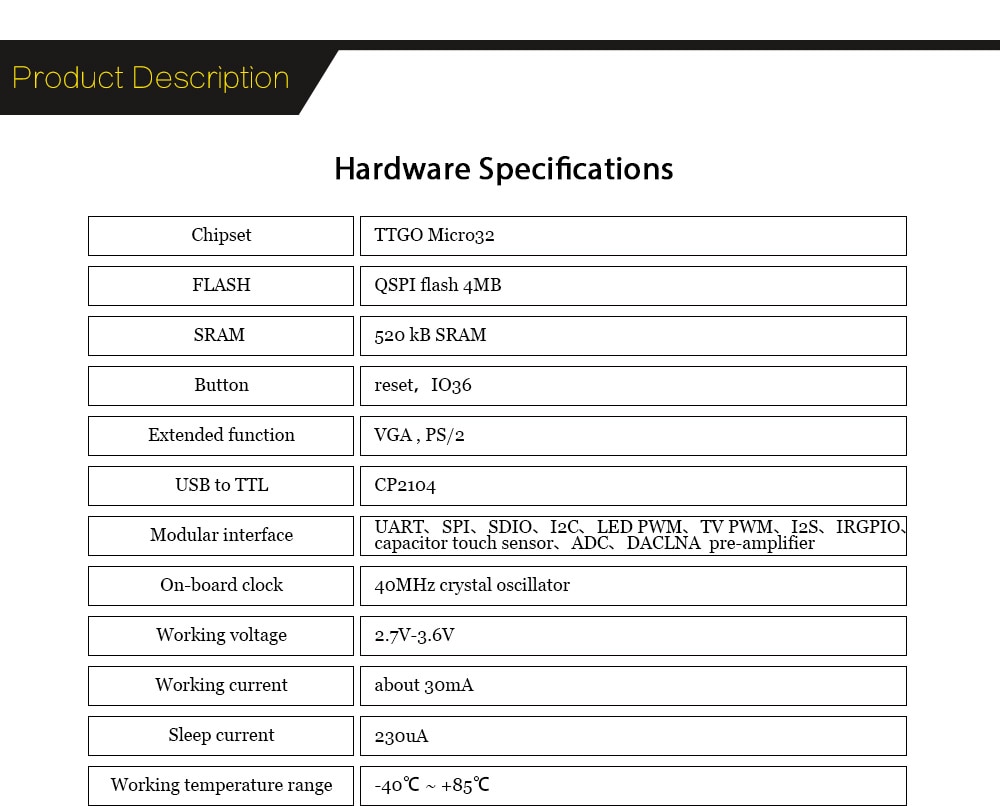 Product Description
Hardware Specifications
Chipset TTGO Micro32
FLASH QSPI flash 4MB
SRAM 520 kB SRAM
Button reset，IO36
Extended function VGA , PS/2
USB to TTL CP2104
Modular interface UART、SPI、SDIO、I2C、LED PWM、TV PWM、I2S、IRGPIO、
capacitor touch sensor、ADC、DACLNA pre-amplifier
On-board clock 40MHz crystal oscillator
Working voltage 2.7V-3.6V
Working current about 30mA
Sleep current 230uA
Working temperature range -40℃ ~ +85℃